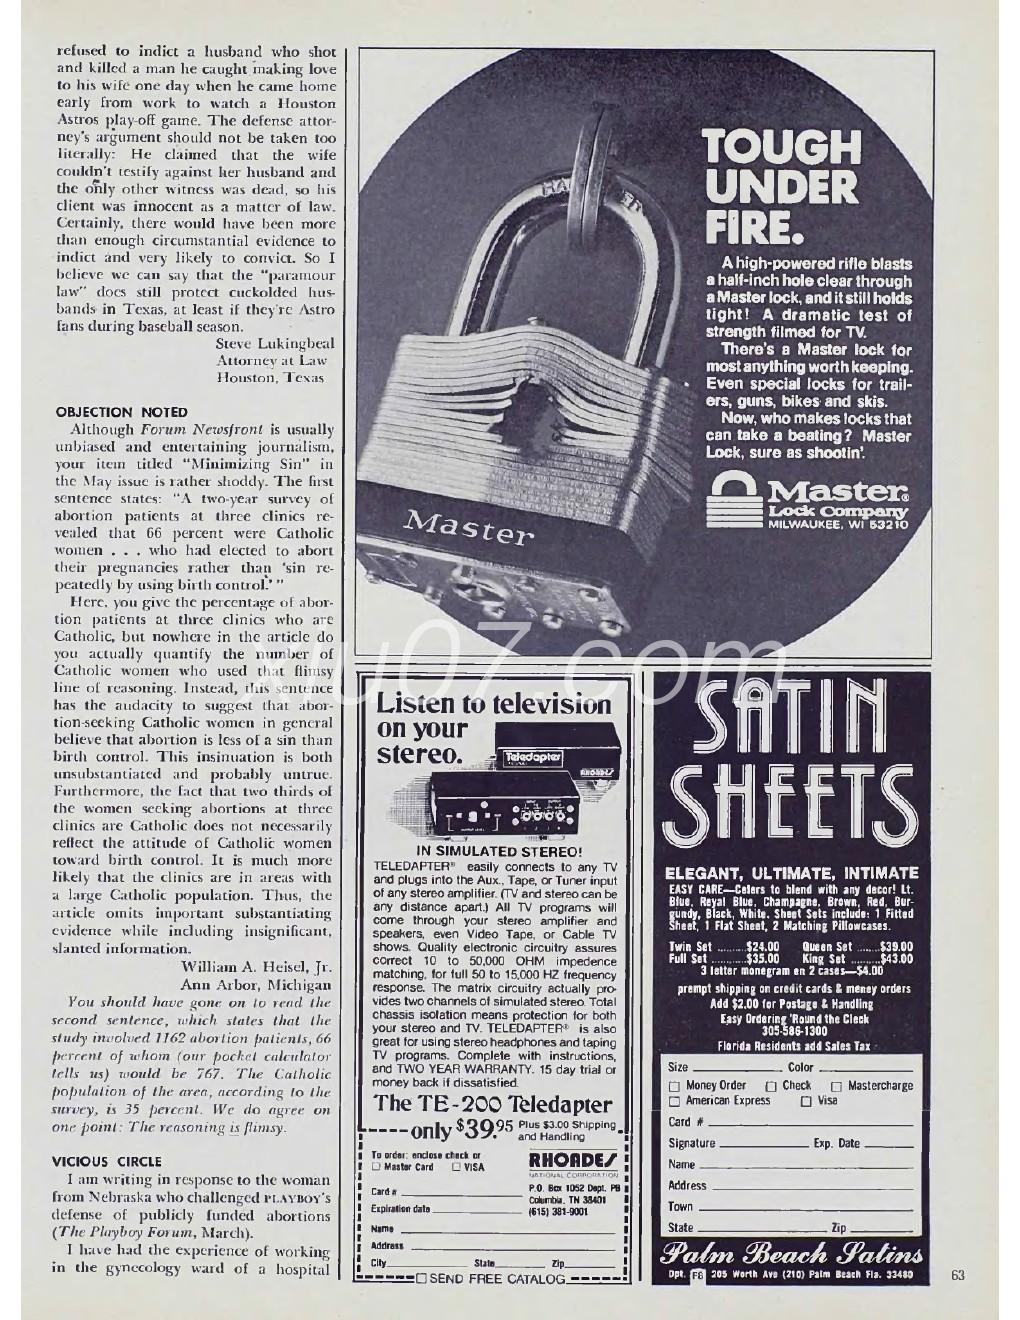 refused to indict a husband who shot
and killed a man he caught making love
to his wife one day when he came home
early from work to watch a Houston
Astros play-off game. The defense attor-
ney's argument should not be taken too
literally: He claimed that the wife
couldn't testify against her husband and
the only other witness was dead, so his
client was innocent as a matter of law.
Certainly, there would have been more
than enough circumstantial evidence to
indict and very likely to convict. So I
believe we can say that the "paramour
law" does still protect cuckolded hus-
bands in Texas, at least if they're Astro
fans during baseball season.
Steve Lukingbeal
Attorney at Law
Houston, Texas
OBJECTION NOTED
Although Forum Newsfront is usually
unbiased and entertaining journalism,
your item titled "Minimizing Sin" in
the May issue is rather shoddy. The first
sentence states: "A two-year survey of
abortion patients at three clinics re-
vealed that 66 percent were Catholic
women . . . who had elected to abort
their pregnancies rather than 'sin re-
peatedly by using birth control.' "
Here, you give the percentage of abor-
tion patients at three clinics who are
Catholic, but nowhere in the article do
you actually quantify the number of
Catholic women who used that flimsy
line of reasoning. Instead, this sentence
has the audacity to suggest that abor-
tion-seeking Catholic women in general
believe that abortion is less of a sin than
birth control. This insinuation is both
unsubstantiated and probably untrue.
Furthermore, the fact that two thirds of
the women seeking abortions at three
clinics are Catholic does not necessarily
reflect the attitude of Catholic women
toward birth control. It is much more
likely that the clinics are in areas with
a large Catholic population. Thus, the
article omits important substantiating
evidence while including insignificant,
slanted information.
William A. Heisel, Jr.
Ann Arbor, Michigan
You should have gone on to read the
second sentence, which states that the
study involved 1162 abortion patients, 66
percent of whom (our pocket calculator
tells us) would be 767. The Catholic
population of the area, according to the
survey, is 35 percent. We do agree on
one point: The reasoning is flimsy.
VICIOUS CIRCLE
I am writing in response to the woman
from Nebraska who challenged PLAYBOY's
defense of publicly funded abortions
(The Playboy Forum, March).
I have had the experience of working
in the gynecology ward of a hospital
TOUGH
UNDER
FIRE.
A high-powered rifle blasts
a half-inch hole clear through
a Master lock, and it still holds
tight! A dramatic test of
strength filmed for TV.
There's a Master lock for
most anything worth keeping.
Even special locks for trail-
ers, guns, bikes and skis.
Now, who makes locks that
can take a beating? Master
Lock, sure as shootin'.
Master®
Lock Company
MILWAUKEE, WI 53210
Master
xiu07.com
Listen to television
on your
stereo.
Teledapter
RHOADES
IN SIMULATED STEREO!
TELEDAPTER® easily connects to any TV
and plugs into the Aux., Tape, or Tuner input
of any stereo amplifier. (TV and stereo can be
any distance apart.) All TV programs will
come through your stereo amplifier and
speakers, even Video Tape, or Cable TV
shows. Quality electronic circuitry assures
correct 10 to 50,000 OHM impedence
matching, for full 50 to 15,000 HZ frequency
response. The matrix circuitry actually pro-
vides two channels of simulated stereo. Total
chassis isolation means protection for both
your stereo and TV. TELEDAPTER® is also
great for using stereo headphones and taping
TV programs. Complete with instructions,
and TWO YEAR WARRANTY. 15 day trial or
money back if dissatisfied.
The TE-200 Teledapter
only $39.95 Plus $3.00 Shipping
and Handling
To order: enclose check or
Master Card VISA
RHOADES
NATIONAL CORPORATION
P.O. Box 1052 Dept. PB
Columbia, TN 38401
(615) 381-9001
Card #
Expiration date
Name
Address
City State Zip
SEND FREE CATALOG
SATIN
SHEETS
ELEGANT, ULTIMATE, INTIMATE
EASY CARE—Colors to blend with any decor! Lt.
Blue, Royal Blue, Champagne, Brown, Red, Bur-
gundy, Black, White. Sheet Sets include: 1 Fitted
Sheet, 1 Flat Sheet, 2 Matching Pillowcases.
Twin Set .........$24.00 Queen Set .....$39.00
Full Set ...........$35.00 King Set .........$43.00
3 letter monogram on 2 cases—$4.00
prompt shipping on credit cards & money orders
Add $2.00 for Postage & Handling
Easy Ordering 'Round the Clock
305-586-1300
Florida Residents add Sales Tax
Size Color
Money Order Check Mastercharge
American Express Visa
Card #
Signature Exp. Date
Name
Address
Town
State Zip
Palm Beach Satins
Dpt. F8 205 Worth Ave (210) Palm Beach Fla. 33480
63